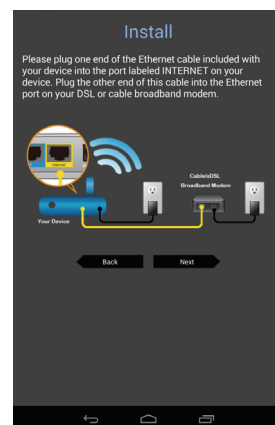 Install
Please plug one end of the Ethernet cable included with
your device into the port labeled INTERNET on your
device. Plug the other end of this cable into the Ethernet
port on your DSL or cable broadband modem.
Internet
Cable/xDSL
Broadband Modem
Your Device
Back Next